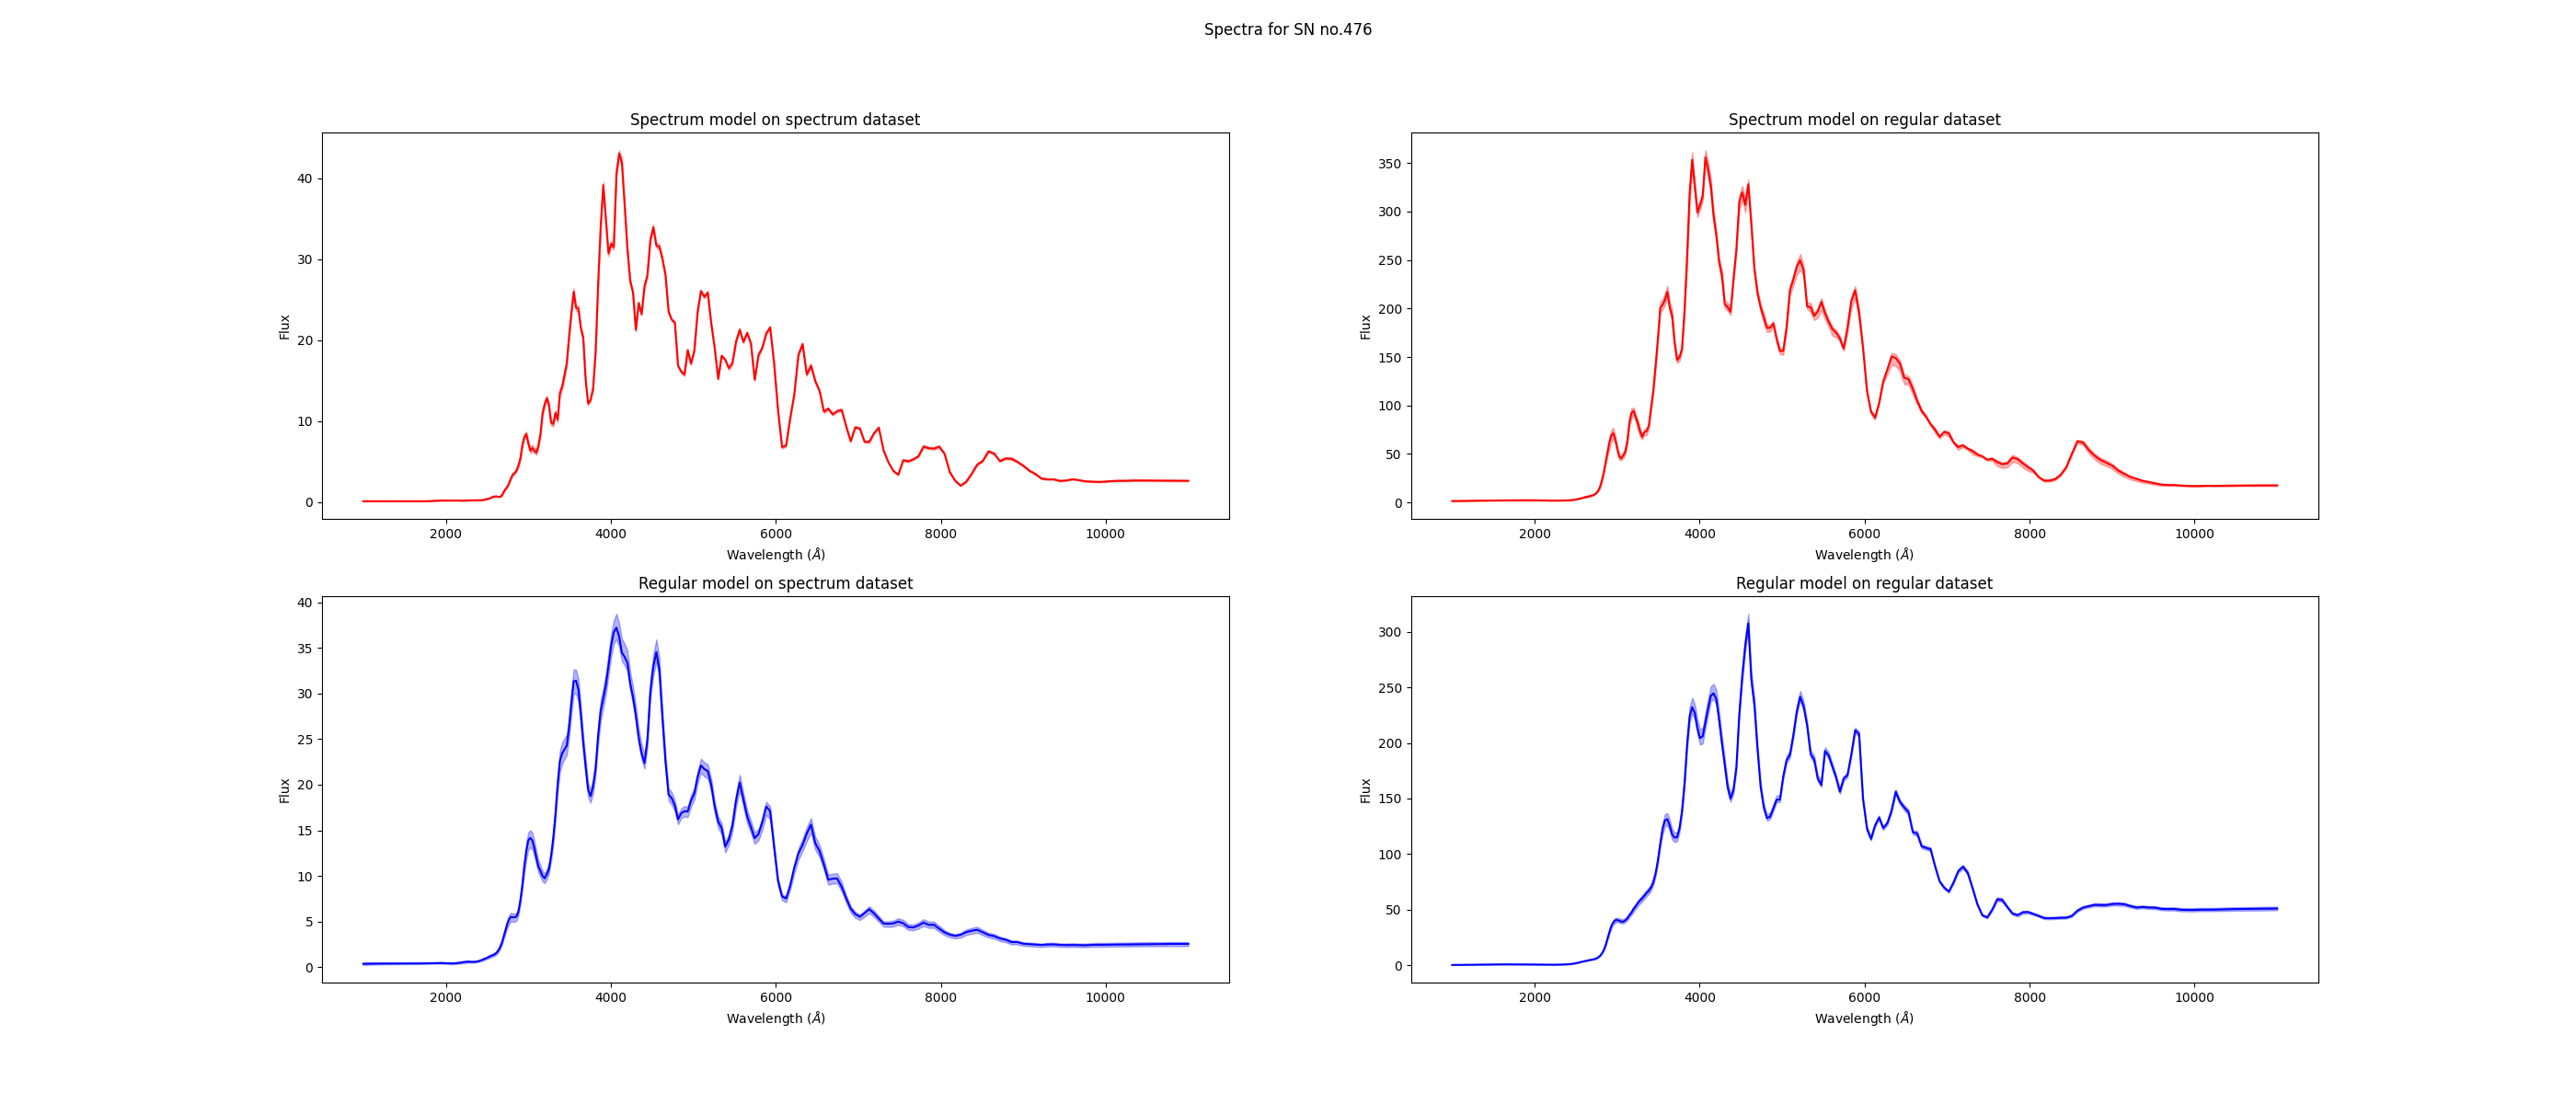 Spectra for SN no.476
Spectrum model on spectrum dataset
Flux
40
30
20
10
0
2000 4000 6000 8000 10000
Wavelength (Å)
Spectrum model on regular dataset
Flux
350
300
250
200
150
100
50
0
2000 4000 6000 8000 10000
Wavelength (Å)
Regular model on spectrum dataset
Flux
40
35
30
25
20
15
10
5
0
2000 4000 6000 8000 10000
Wavelength (Å)
Regular model on regular dataset
Flux
300
250
200
150
100
50
0
2000 4000 6000 8000 10000
Wavelength (Å)